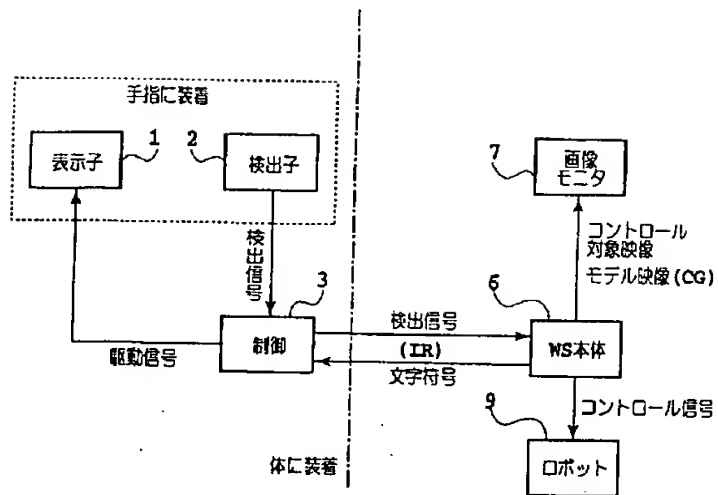 手指に装着
表示子
1
2
検出子
7
画像
モニタ
検出信号
コントロール
対象映像
モデル映像(CG)
3
6
駆動信号
制御
検出信号
(IR)
文字符号
WS本体
コントロール信号
9
体に装着
ロボット